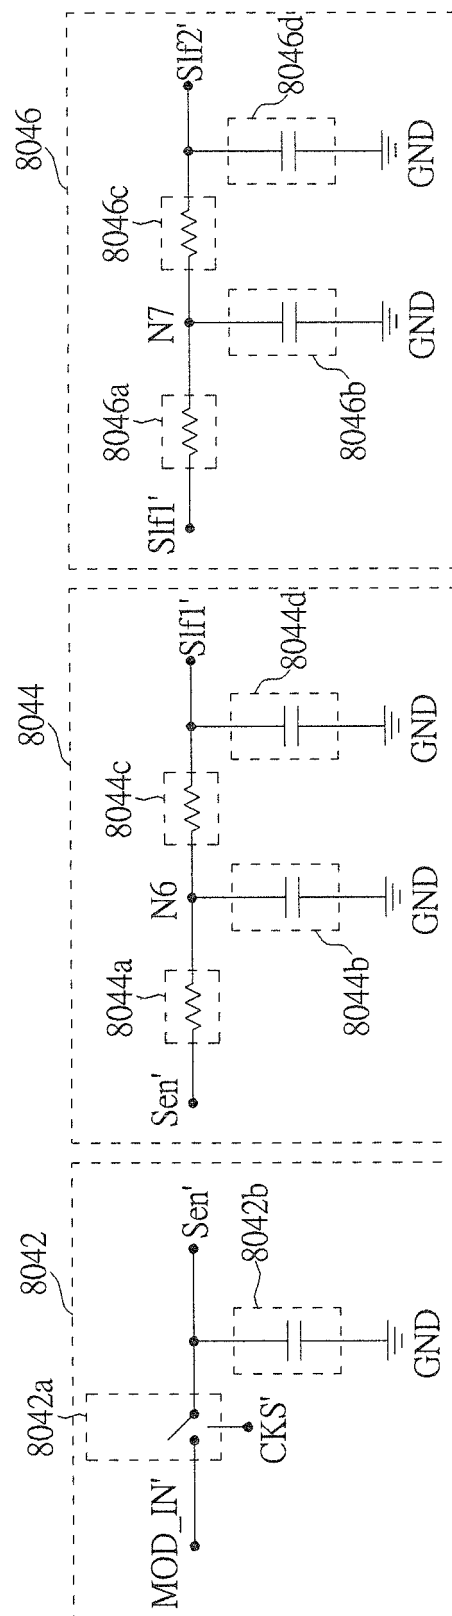 8042
8042a
MOD_IN'
CKS'
Sen'
8042b
GND
8044
8044a
Sen'
N6
8044c
Slf1'
8044b
8044d
GND
GND
8046
8046a
Slf1'
N7
8046c
Slf2'
8046b
8046d
GND
GND